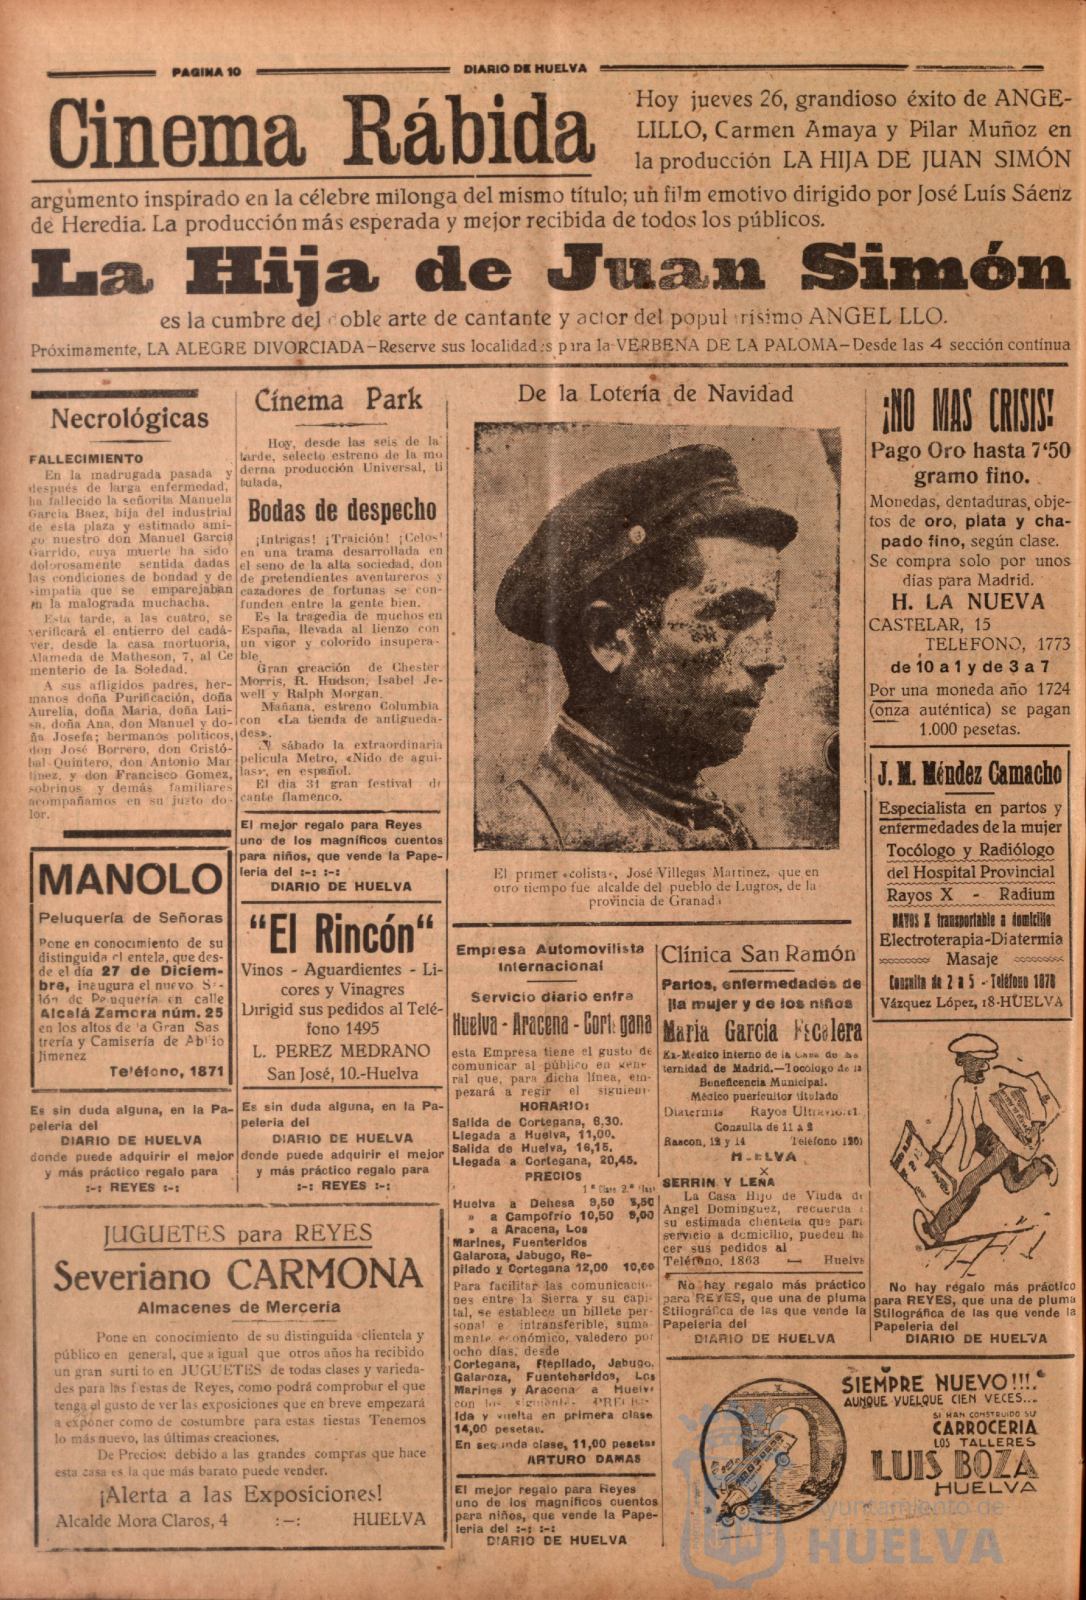 PAGINA 10
DIARIO DE HUELVA
Cinema Rábida
Hoy jueves 26, grandioso éxito de ANGE-
LILLO, Carmen Amaya y Pilar Muñoz en
la producción LA HIJA DE JUAN SIMÓN
argumento inspirado en la célebre milonga del mismo título; un film emotivo dirigido por José Luís Sáenz
de Heredia. La producción más esperada y mejor recibida de todos los públicos.
La Hija de Juan Simón
es la cumbre del oble arte de cantante y actor del popul rísimo ANGEL LLO.
Próximamente, LA ALEGRE DIVORCIADA-Reserve sus localidades para la VERBENA DE LA PALOMA-Desde las 4 sección contínua
Necrológicas
FALLECIMIENTO
En la madrugada pasada y
después de larga enfermedad,
ha fallecido la señorita Manuela
García Baez, hija del industrial
de esta plaza y estimado ami-
go nuestro don Manuel García
Garrido, cuya muerte ha sido
dolorosamente sentida dadas
las condiciones de bondad y de
simpatía que se emparejaban
en la malograda muchacha.
Esta tarde, a las cuatro, se
verificará el entierro del cadá-
ver, desde la casa mortuoria,
Alameda de Matheson, 7, al Ce
menterio de la Soledad.
A sus afligidos padres, her-
manos doña Purificación, doña
Aurelia, doña María, doña Lui-
sa, doña Ana, don Manuel y do-
ña Josefa; hermanos políticos,
don José Borrero, don Cristó-
bal Quintero, don Antonio Mar
tínez, y don Francisco Gomez,
sobrinos y demás familiares
acompañamos en su justo do-
lor.
MANOLO
Peluquería de Señoras
Pone en conocimiento de su
distinguida clientela, que des-
de el día 27 de Diciem-
bre, inaugura el nuevo Sa-
lón de Peluquería en calle
Alcalá Zamora núm. 25
en los altos de la Gran Sas
trería y Camisería de Abilio
Jimenez
Teléfono, 1871
Es sin duda alguna, en la Pa-
pelería del
DIARIO DE HUELVA
donde puede adquirir el mejor
y más práctico regalo para
:-: REYES :-:
Cinema Park
Hoy, desde las seis de la
tarde, selecto estreno de la mo
derna producción Universal, ti
tulada,
Bodas de despecho
¡Intrigas! ¡Traición! ¡Celos!
en una trama desarrollada en
el seno de la alta sociedad, don
de pretendientes aventureros y
cazadores de fortunas se con-
funden entre la gente bien.
Es la tragedia de muchos en
España, llevada al lienzo con
un vigor y colorido insupera-
ble.
Gran creación de Chester
Morris, R. Hudson, Isabel Je-
well y Ralph Morgan.
Mañana, estreno Columbia
con «La tienda de antigueda-
des».
Y sábado la extraordinaria
película Metro, «Nido de agui-
las», en español.
El día 31 gran festival de
cante flamenco.
El mejor regalo para Reyes
uno de los magníficos cuentos
para niños, que vende la Pape-
lería del :-: :-:
DIARIO DE HUELVA
"El Rincón"
Vinos - Aguardientes - Li-
cores y Vinagres
Dirigid sus pedidos al Telé-
fono 1495
L. PEREZ MEDRANO
San José, 10.-Huelva
Es sin duda alguna, en la Pa-
pelería del
DIARIO DE HUELVA
donde puede adquirir el mejor
y más práctico regalo para
:-: REYES :-:
JUGUETES para REYES
Severiano CARMONA
Almacenes de Mercería
Pone en conocimiento de su distinguida clientela y
público en general, que a igual que otros años ha recibido
un gran surtito en JUGUETES de todas clases y varieda-
des para las fiestas de Reyes, como podrá comprobar el que
tenga el gusto de ver las exposiciones que en breve empezará
a exponer como de costumbre para estas tiestas Tenemos
lo más nuevo, las últimas creaciones.
De Precios: debido a las grandes compras que hace
esta casa es la que más barato puede vender.
¡Alerta a las Exposiciones!
Alcalde Mora Claros, 4 :-: HUELVA
De la Lotería de Navidad
El primer «colista», José Villegas Martínez, que en
otro tiempo fue alcalde del pueblo de Lugros, de la
provincia de Granada
Empresa Automovilista
Internacional
Servicio diario entra
Huelva - Aracena - Cortegana
esta Empresa tiene el gusto de
comunicar al público en gene
ral que, para dicha línea, em-
pezará a regir el siguiente
HORARIO:
Salida de Cortegana, 8,30.
Llegada a Huelva, 11,00.
Salida de Huelva, 16,15.
Llegada a Cortegana, 20,45.
PRECIOS
1.ª Clase 2.ª Clase
Huelva a Dehesa 9,50
» a Campofrío 10,50 9,00
» a Aracena, Los
Marines, Fuenteridos
Galaroza, Jabugo, Re-
pilado y Cortegana 12,00 10,00
Para facilitar las comunicacio-
nes entre la Sierra y su capi-
tal, se establece un billete per-
sonal e intransferible, suma-
mente económico, valedero por
ocho días, desde
Cortegana, Repilado, Jabugo,
Galaroza, Fuenteheridos, Los
Marines y Aracena a Huelva
con los siguientes PRECIOS
Ida y vuelta en primera clase
14,00 pesetas.
En segunda clase, 11,00 pesetas
ARTURO DAMAS
El mejor regalo para Reyes
uno de los magníficos cuentos
para niños, que vende la Pape-
lería del :-: :-: :-:
DIARIO DE HUELVA
Clínica San Ramón
Partos, enfermedades de
la mujer y de los niños
María García Escalera
Ex-Médico interno de la Casa de Ma
ternidad de Madrid.—Tocólogo de la
Beneficencia Municipal.
Médico puericultor titulado
Diatermia Rayos Ultraviolet
Consulta de 11 a 2
Rascon, 12 y 14 Teléfono 1261
HUELVA
×
SERRIN Y LEÑA
La Casa Hijo de Viuda de
Angel Domínguez, recuerda a
su estimada clientela que para
servicio a domicilio, pueden ha
cer sus pedidos al
Teléfono, 1863 — Huelva
No hay regalo más práctico
para REYES, que una de pluma
Stilográfica de las que vende la
Papelería del
DIARIO DE HUELVA
¡NO MAS CRISIS!
Pago Oro hasta 7'50
gramo fino.
Monedas, dentaduras, obje-
tos de oro, plata y cha-
pado fino, según clase.
Se compra solo por unos
días para Madrid.
H. LA NUEVA
CASTELAR, 15
TELEFONO, 1773
de 10 a 1 y de 3 a 7
Por una moneda año 1724
(onza auténtica) se pagan
1.000 pesetas.
J. M. Méndez Camacho
Especialista en partos y
enfermedades de la mujer
Tocólogo y Radiólogo
del Hospital Provincial
Rayos X - Radium
RAYOS X transportable a domicilio
Electroterapia-Diatermia
Masaje
Consulta de 2 a 5 - Teléfono 1878
Vázquez López, 18-HUELVA
No hay regalo más práctico
para REYES, que una de pluma
Stilográfica de las que vende la
Papelería del
DIARIO DE HUELVA
SIEMPRE NUEVO!!!.
AUNQUE VUELQUE CIEN VECES...
SI HAN CONSTRUIDO SU
CARROCERIA
LOS TALLERES
LUIS BOZA
HUELVA
Ayuntamiento de
HUELVA